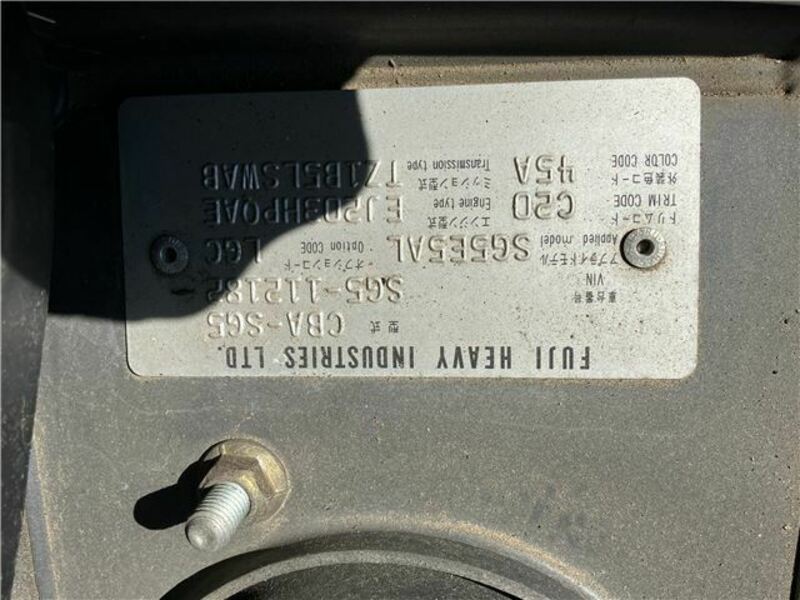 FUJI HEAVY INDUSTRIES LTD.
型式 CBA-SG5
車台番号 VIN SG5-112182
アプライドモデル Applied model SG5E5AL オプションコード Option CODE LGC
トリムコード TRIM CODE C20 エンジン型式 Engine type EJ203HPQAE
外装色コード COLOR CODE 45A ミッション型式 Transmission type TZ1B5LSWAB